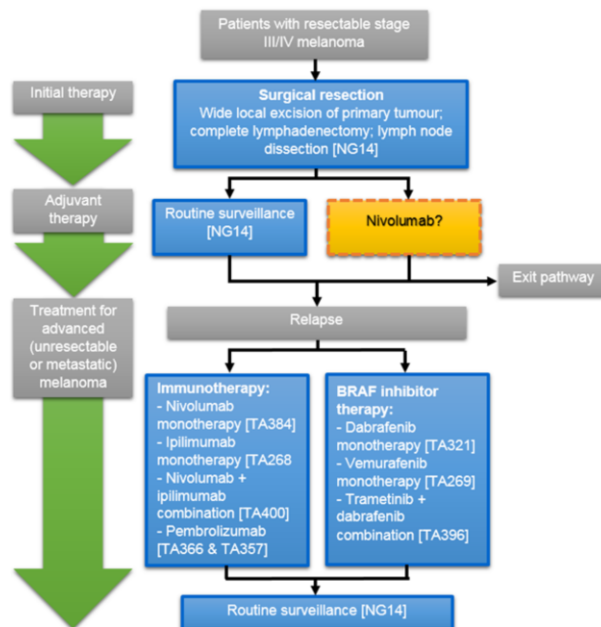 Patients with resectable stage
III/IV melanoma
Initial therapy
Surgical resection
Wide local excision of primary tumour;
complete lymphadenectomy; lymph node
dissection [NG14]
Adjuvant
therapy
Routine surveillance
[NG14]
Nivolumab?
Exit pathway
Treatment for
advanced
(unresectable
or metastatic)
melanoma
Relapse
Immunotherapy:
- Nivolumab
monotherapy [TA384]
- Ipilimumab
monotherapy [TA268
- Nivolumab +
ipilimumab
combination [TA400]
- Pembrolizumab
[TA366 & TA357]
BRAF inhibitor
therapy:
- Dabrafenib
monotherapy [TA321]
- Vemurafenib
monotherapy [TA269]
- Trametinib +
dabrafenib
combination [TA396]
Routine surveillance [NG14]